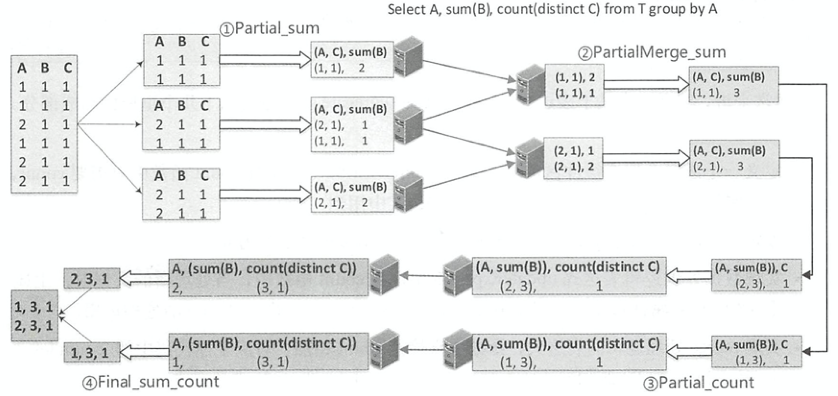 Select A, sum(B), count(distinct C) from T group by A
①Partial_sum
②PartialMerge_sum
A B C
1 1 1
1 1 1
2 1 1
1 1 1
2 1 1
2 1 1
A B C
1 1 1
1 1 1
(A, C), sum(B)
(1, 1), 2
A B C
2 1 1
1 1 1
(A, C), sum(B)
(2, 1), 1
(1, 1), 1
A B C
2 1 1
2 1 1
(A, C), sum(B)
(2, 1), 2
(1, 1), 2
(1, 1), 1
(A, C), sum(B)
(1, 1), 3
(2, 1), 1
(2, 1), 2
(A, C), sum(B)
(2, 1), 3
(A, sum(B)), C
(2, 3), 1
(A, sum(B)), count(distinct C)
(2, 3), 1
A, (sum(B), count(distinct C))
2, (3, 1)
2, 3, 1
(A, sum(B)), C
(1, 3), 1
(A, sum(B)), count(distinct C)
(1, 3), 1
A, (sum(B), count(distinct C))
1, (3, 1)
1, 3, 1
1, 3, 1
2, 3, 1
③Partial_count
④Final_sum_count